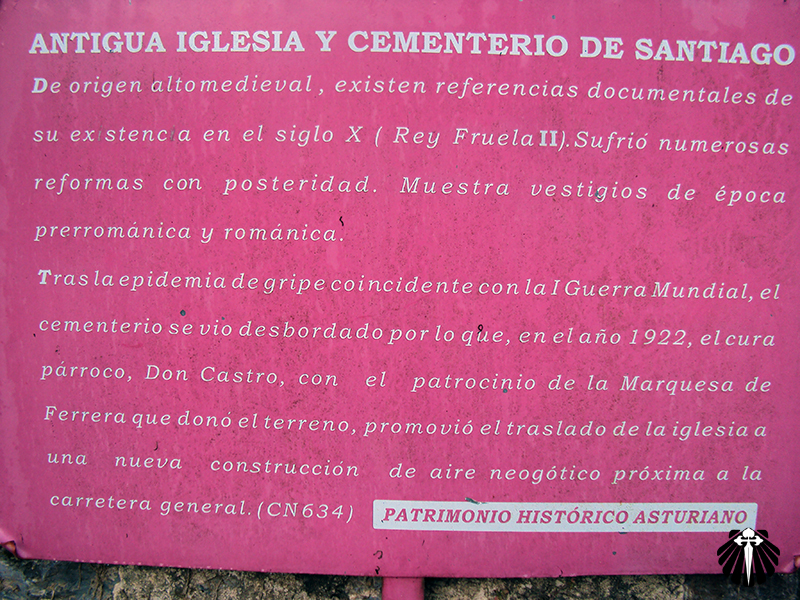 ANTIGUA IGLESIA Y CEMENTERIO DE SANTIAGO
De origen altomedieval, existen referencias documentales de
su existencia en el siglo X ( Rey Fruela II). Sufrió numerosas
reformas con posteridad. Muestra vestigios de época
prerrománica y románica.
Tras la epidemia de gripe coincidente con la I Guerra Mundial, el
cementerio se vio desbordado por lo que, en el año 1922, el cura
párroco, Don Castro, con el patrocinio de la Marquesa de
Ferrera que donó el terreno, promovió el traslado de la iglesia a
una nueva construcción de aire neogótico próxima a la
carretera general. (CN634)
PATRIMONIO HISTÓRICO ASTURIANO